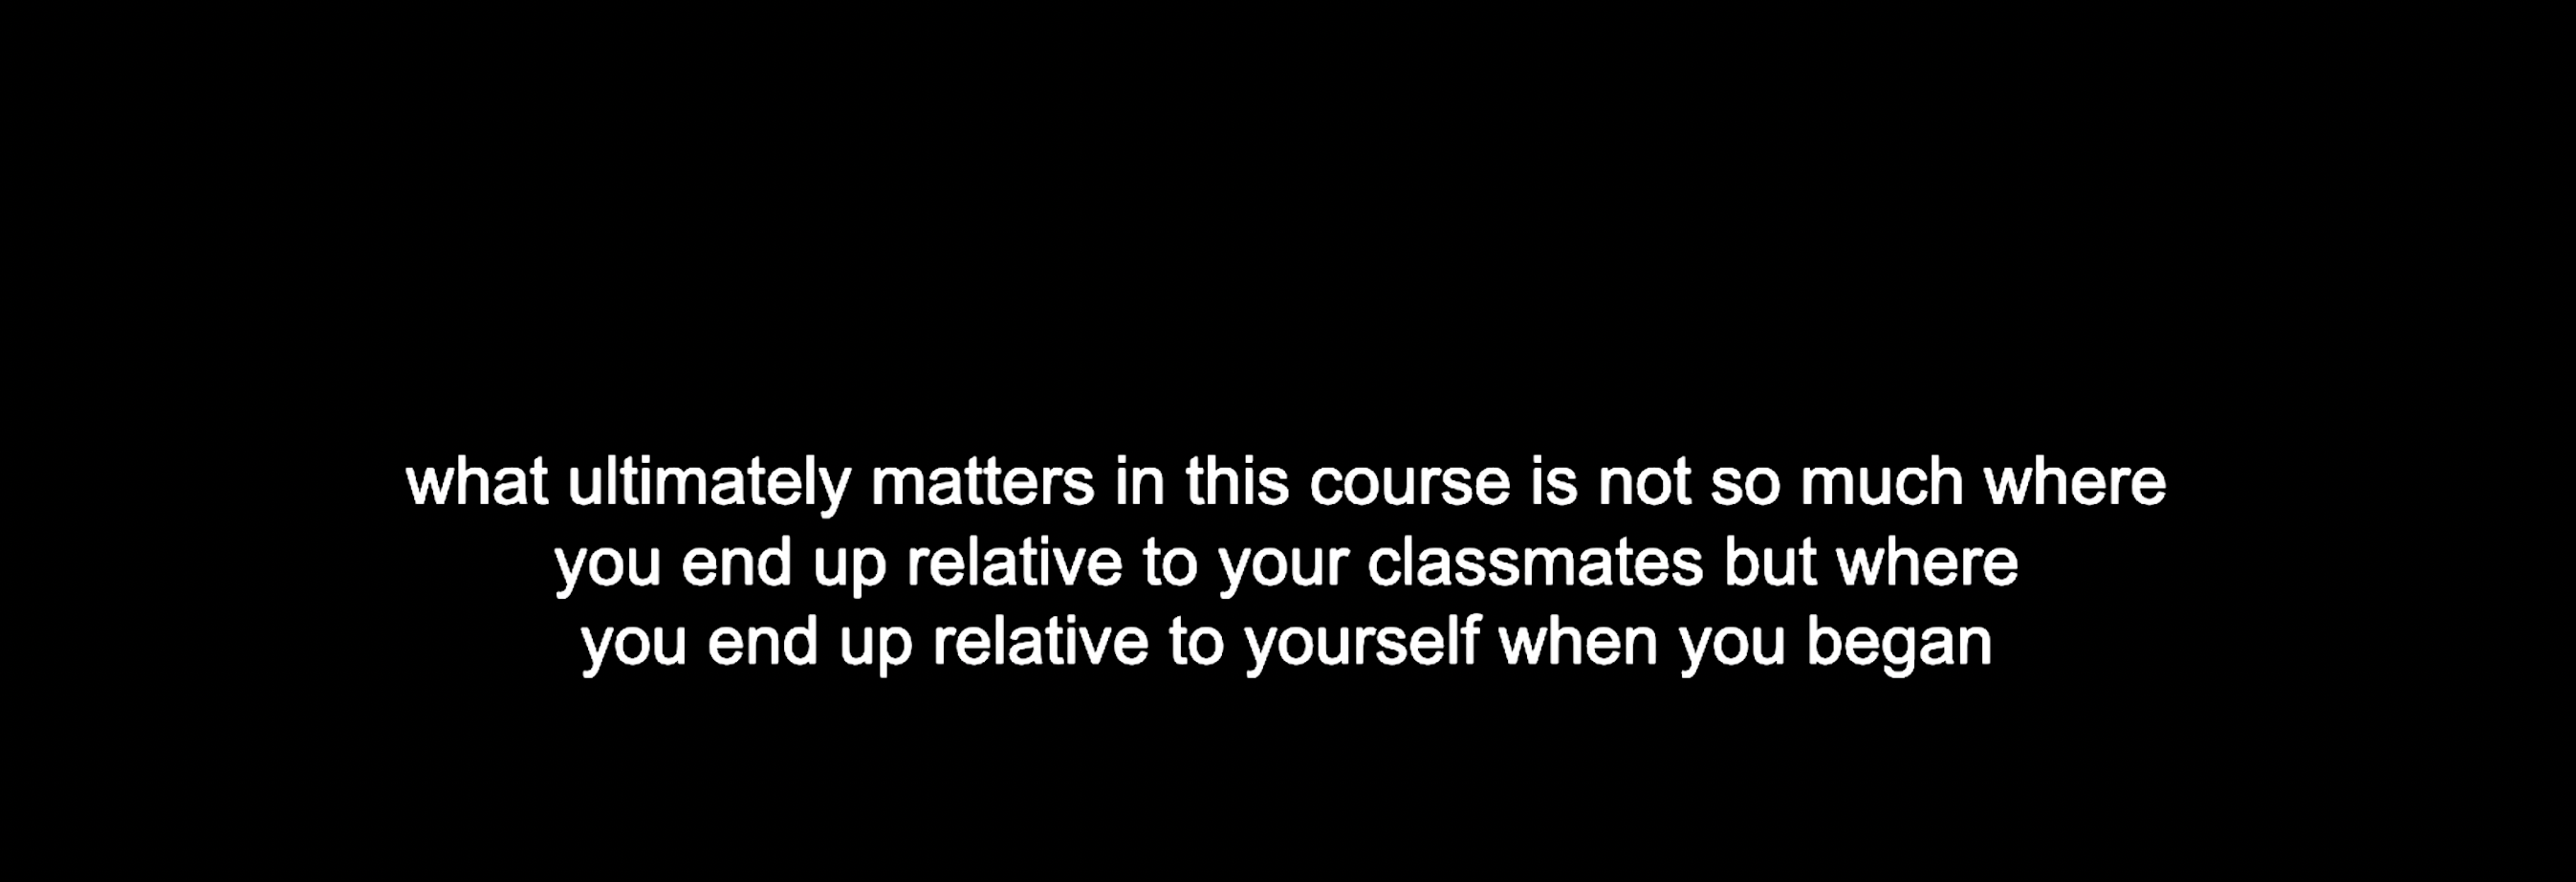 what ultimately matters in this course is not so much where
you end up relative to your classmates but where
you end up relative to yourself when you began